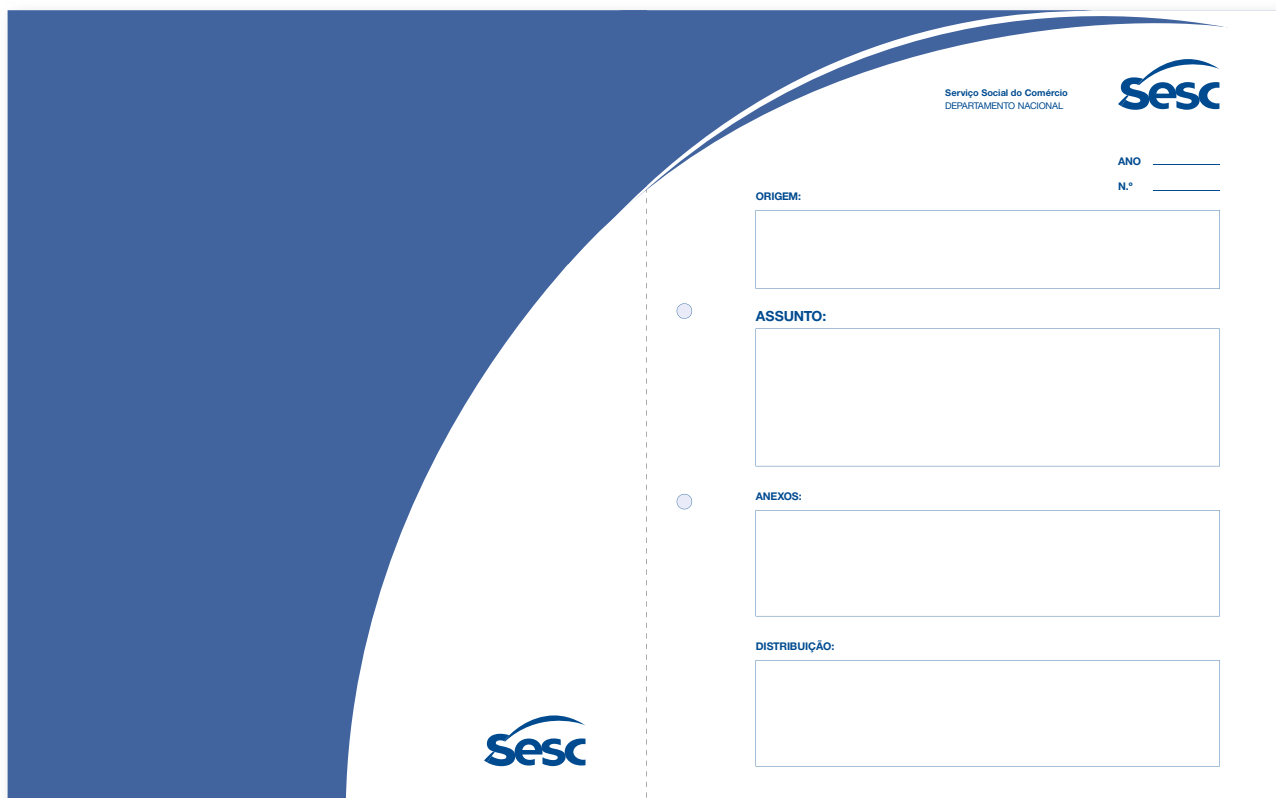 Serviço Social do Comércio
DEPARTAMENTO NACIONAL
Sesc
ANO
N.º
ORIGEM:
ASSUNTO:
ANEXOS:
DISTRIBUIÇÃO:
Sesc